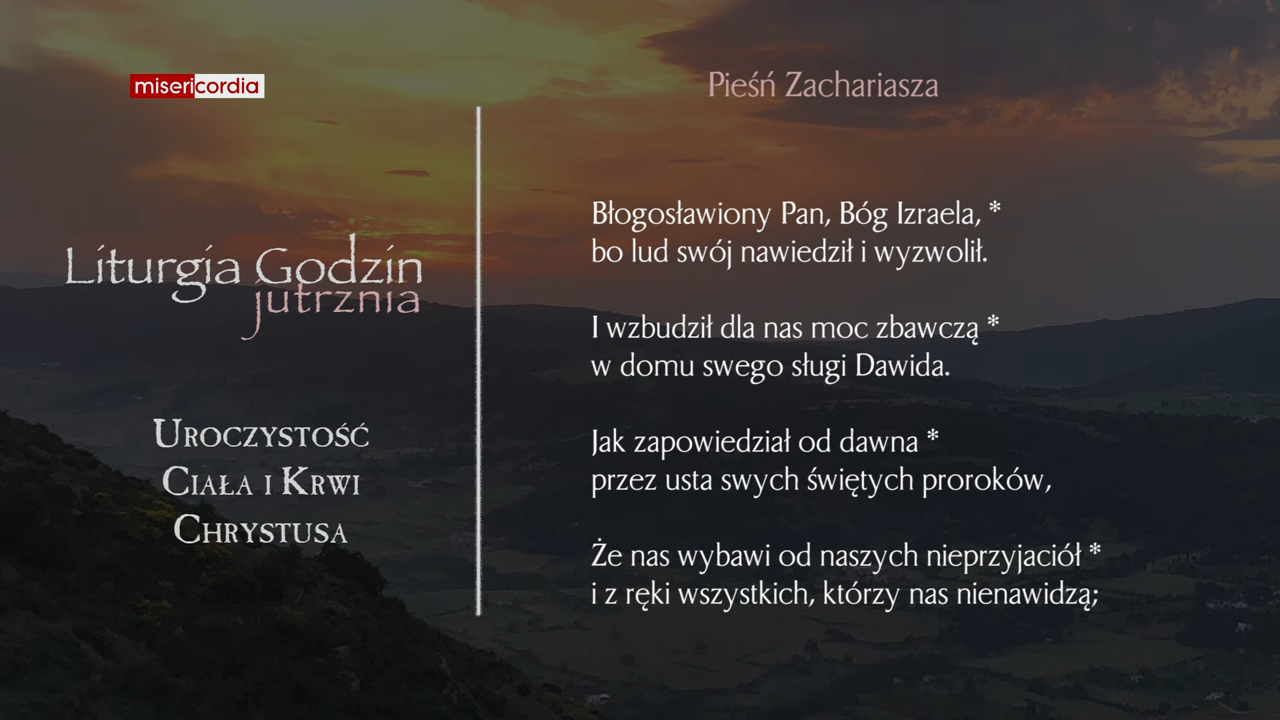 misericordia
Liturgia Godzin
jutrznia
Uroczystość
Ciała i Krwi
Chrystusa
Pieśń Zachariasza
Błogosławiony Pan, Bóg Izraela, *
bo lud swój nawiedził i wyzwolił.
I wzbudził dla nas moc zbawczą *
w domu swego sługi Dawida.
Jak zapowiedział od dawna *
przez usta swych świętych proroków,
Że nas wybawi od naszych nieprzyjaciół *
i z ręki wszystkich, którzy nas nienawidzą;